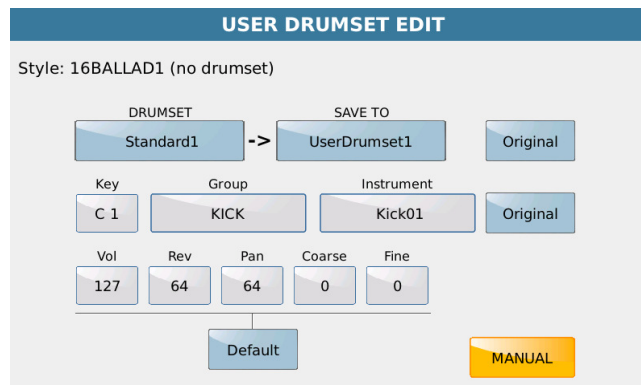 USER DRUMSET EDIT
Style: 16BALLAD1 (no drumset)
DRUMSET SAVE TO
Standard1 -> UserDrumset1 Original
Key Group Instrument
C 1 KICK Kick01 Original
Vol Rev Pan Coarse Fine
127 64 64 0 0
Default
MANUAL